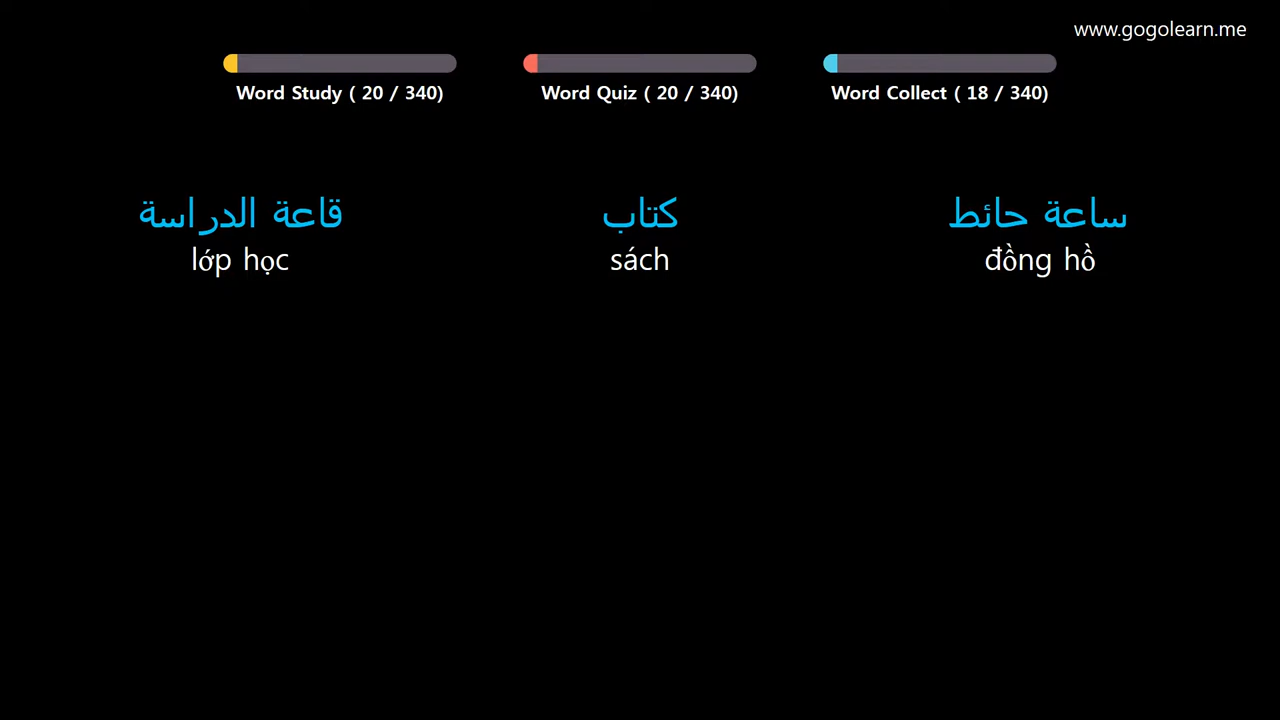 www.gogolearn.me
Word Study ( 20 / 340)
Word Quiz ( 20 / 340)
Word Collect ( 18 / 340)
قاعة الدراسة
lớp học
كتاب
sách
ساعة حائط
đồng hồ